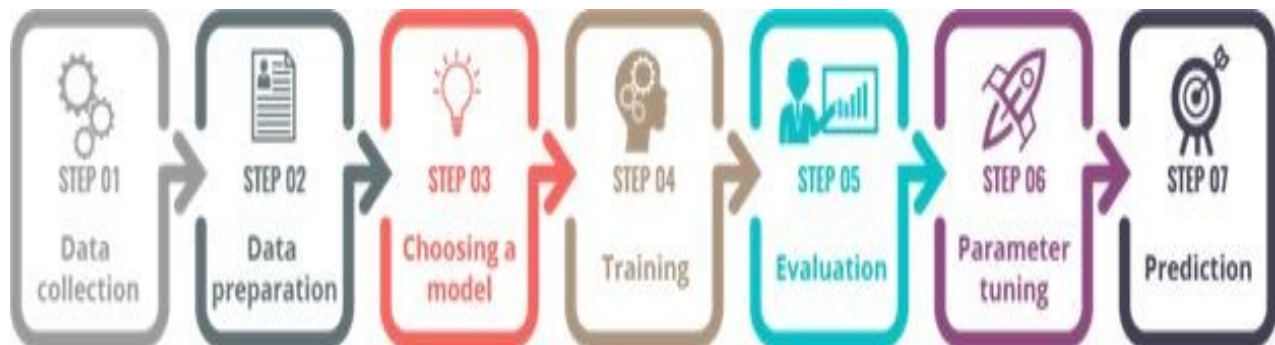 STEP 01
Data
collection
STEP 02
Data
preparation
STEP 03
Choosing a
model
STEP 04
Training
STEP 05
Evaluation
STEP 06
Parameter
tuning
STEP 07
Prediction